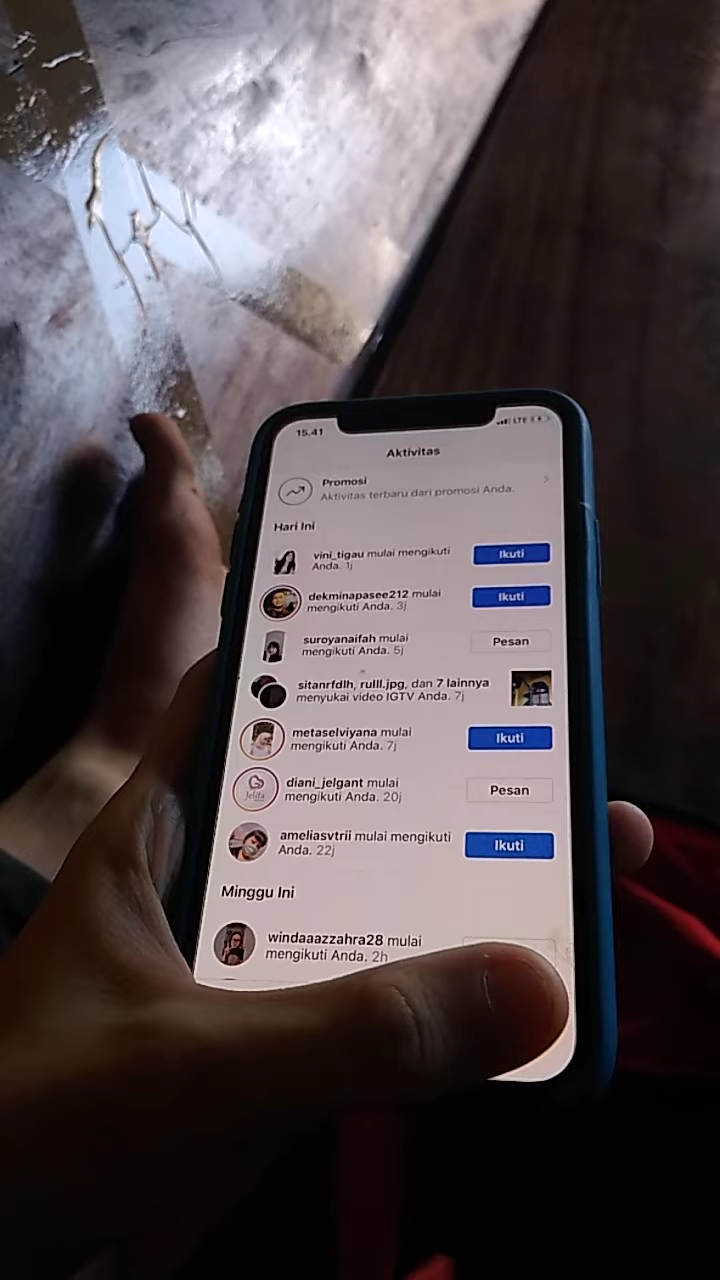 15.41
LTE
Aktivitas
Promosi
Aktivitas terbaru dari promosi Anda.
Hari Ini
vini_tigau mulai mengikuti
Anda. 1j
Ikuti
dekminapasee212 mulai
mengikuti Anda. 3j
Ikuti
suroyanaifah mulai
mengikuti Anda. 5j
Pesan
sitanrfdlh, rulll.jpg, dan 7 lainnya
menyukai video IGTV Anda. 7j
metaselviyana mulai
mengikuti Anda. 7j
Ikuti
Jelita
diani_jelgant mulai
mengikuti Anda. 20j
Pesan
ameliasvtrii mulai mengikuti
Anda. 22j
Ikuti
Minggu Ini
windaaazzahra28 mulai
mengikuti Anda. 2h